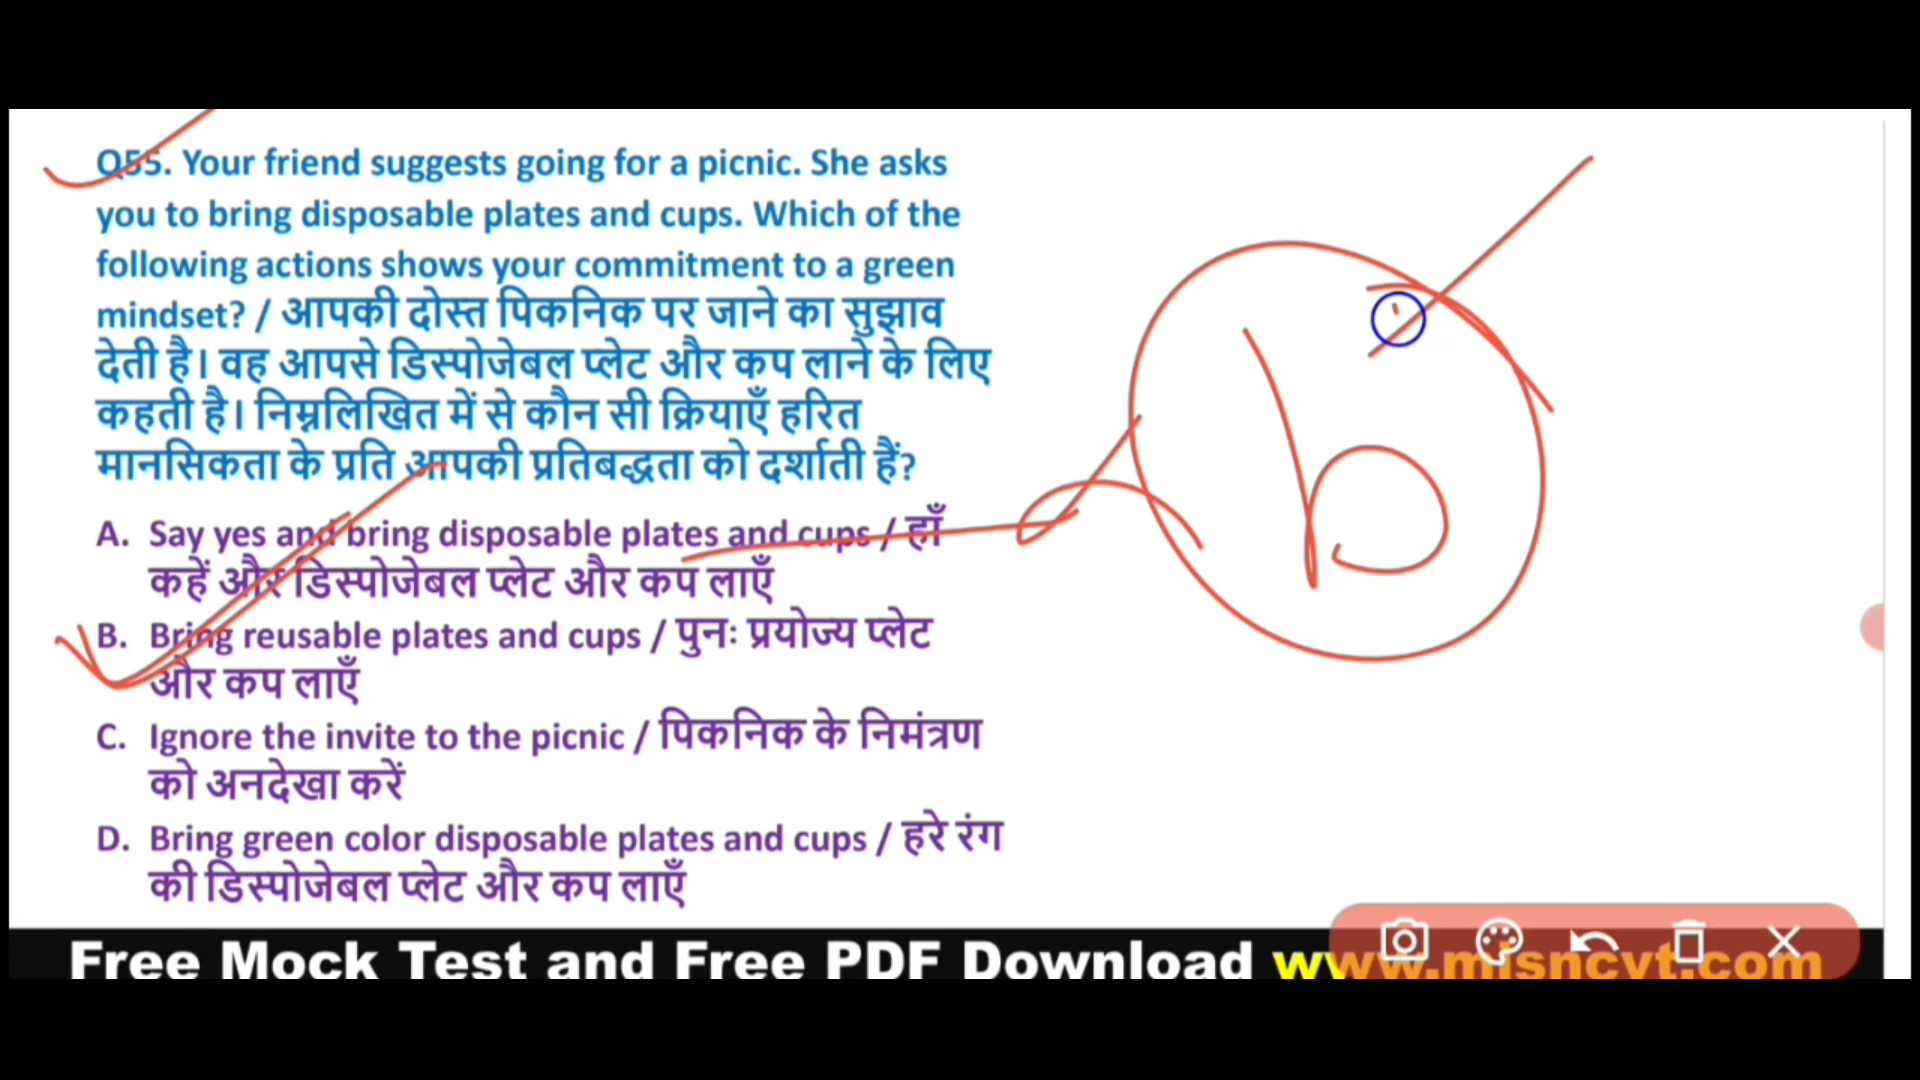 Q55. Your friend suggests going for a picnic. She asks
you to bring disposable plates and cups. Which of the
following actions shows your commitment to a green
mindset? / आपकी दोस्त पिकनिक पर जाने का सुझाव
देती है। वह आपसे डिस्पोजेबल प्लेट और कप लाने के लिए
कहती है। निम्नलिखित में से कौन सी क्रियाएँ हरित
मानसिकता के प्रति आपकी प्रतिबद्धता को दर्शाती हैं?
A. Say yes and bring disposable plates and cups / हाँ
कहें और डिस्पोजेबल प्लेट और कप लाएँ
B. Bring reusable plates and cups / पुनः प्रयोज्य प्लेट
और कप लाएँ
C. Ignore the invite to the picnic / पिकनिक के निमंत्रण
को अनदेखा करें
D. Bring green color disposable plates and cups / हरे रंग
की डिस्पोजेबल प्लेट और कप लाएँ
b
Free Mock Test and Free PDF Download www.misncvt.com